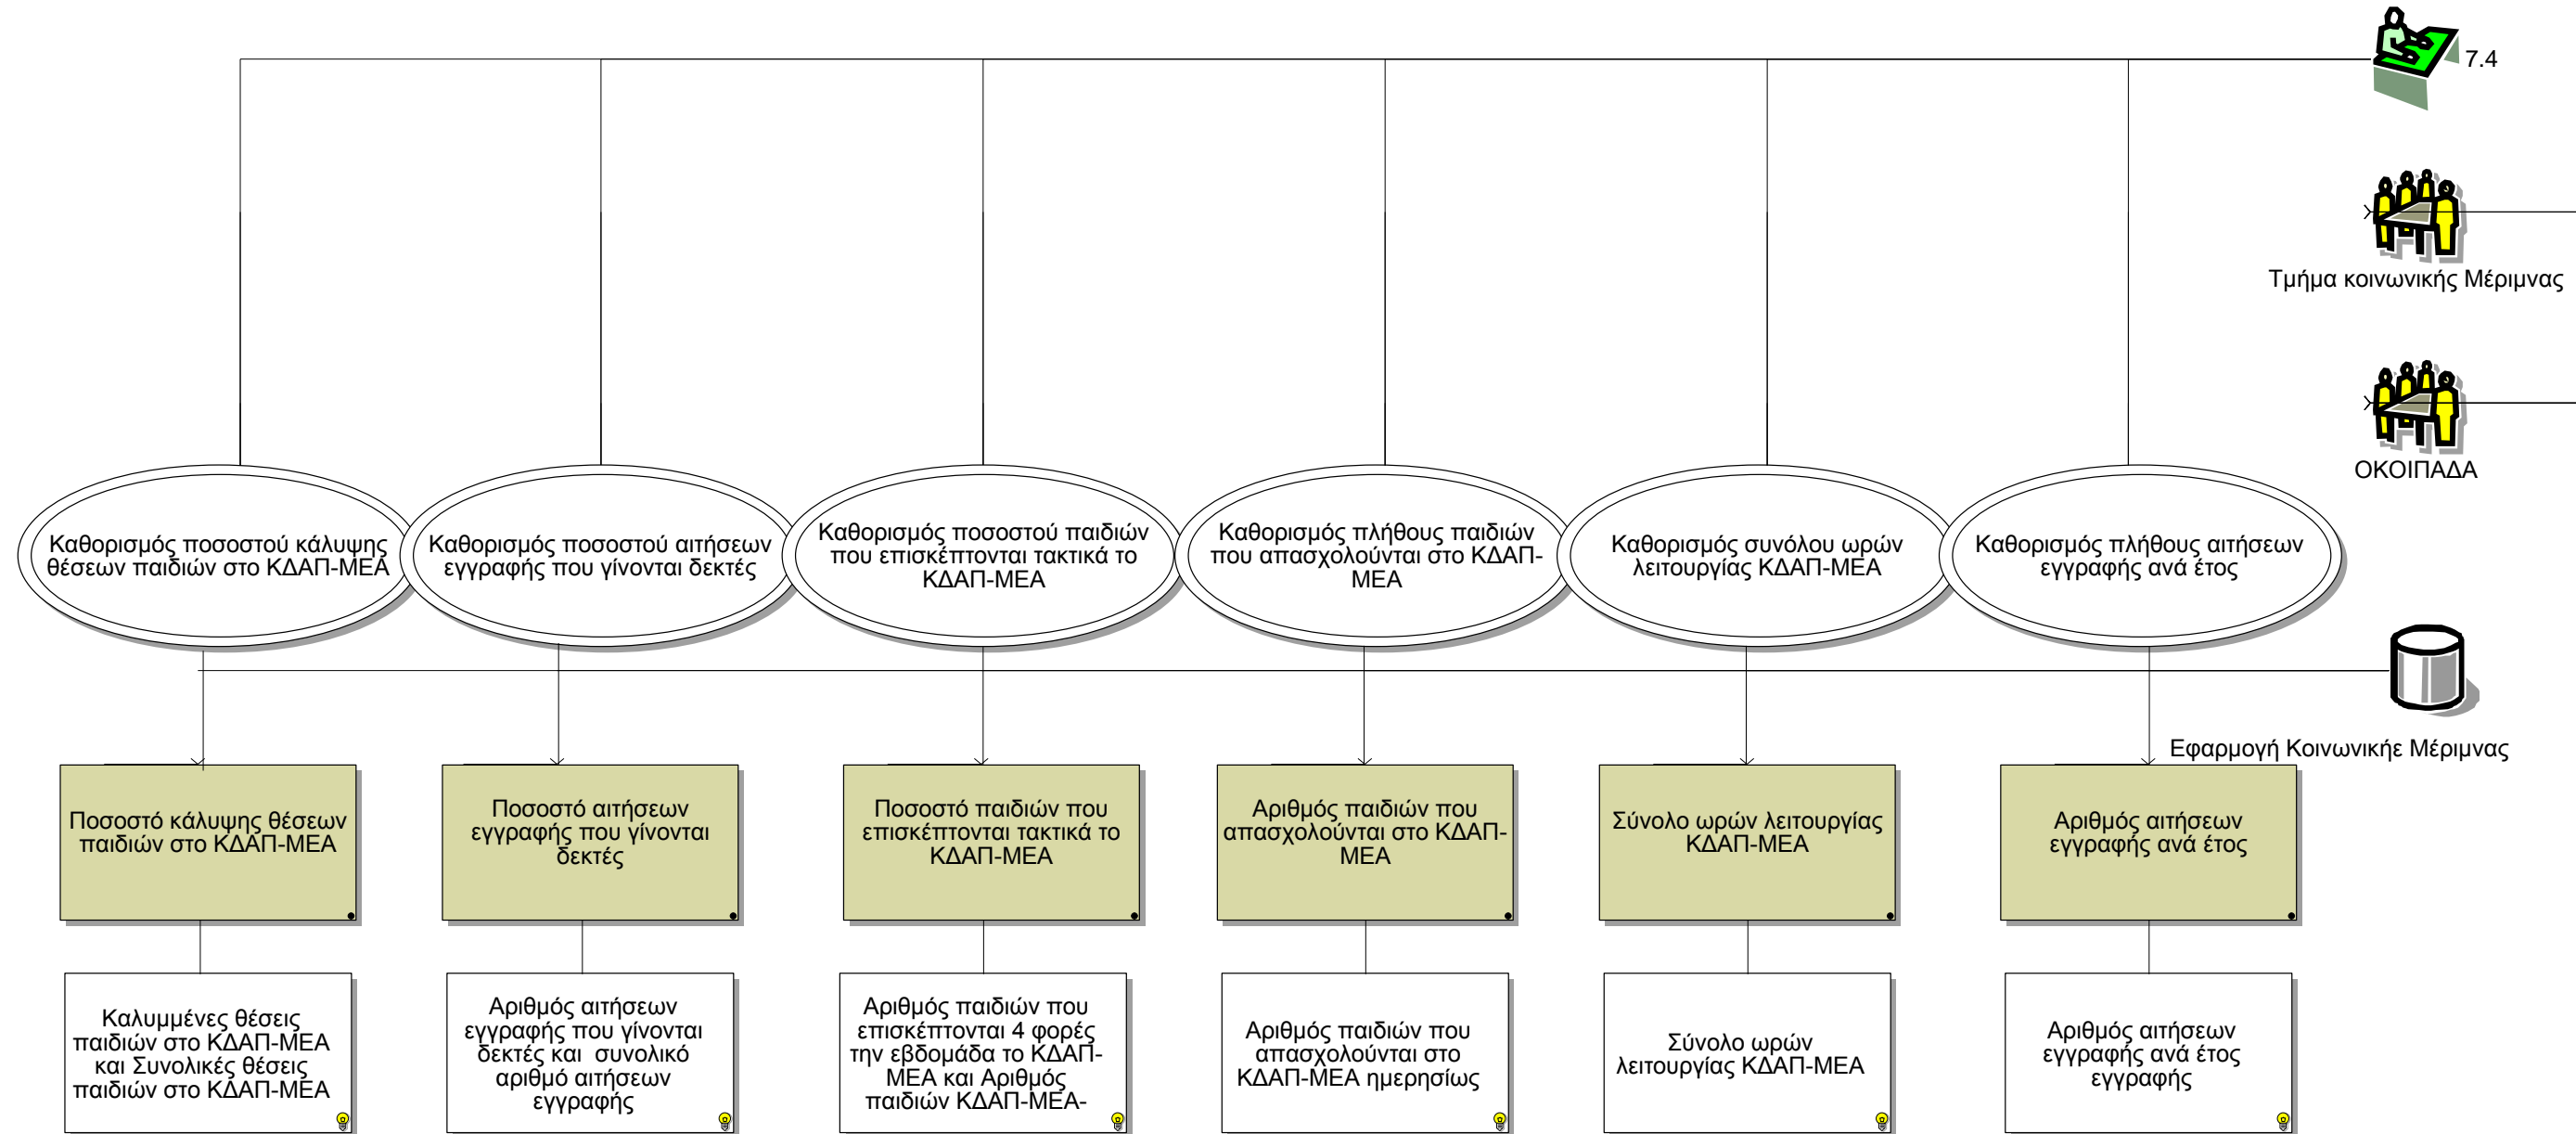 7.4
Τμήμα κοινωνικής Μέριμνας
ΟΚΟΙΠΑΔΑ
Καθορισμός ποσοστού κάλυψης
θέσεων παιδιών στο ΚΔΑΠ-ΜΕΑ
Καθορισμός ποσοστού αιτήσεων
εγγραφής που γίνονται δεκτές
Καθορισμός ποσοστού παιδιών
που επισκέπτονται τακτικά το
ΚΔΑΠ-ΜΕΑ
Καθορισμός πλήθους παιδιών
που απασχολούνται στο ΚΔΑΠ-
ΜΕΑ
Καθορισμός συνόλου ωρών
λειτουργίας ΚΔΑΠ-ΜΕΑ
Καθορισμός πλήθους αιτήσεων
εγγραφής ανά έτος
Εφαρμογή Κοινωνικήε Μέριμνας
Ποσοστό κάλυψης θέσεων
παιδιών στο ΚΔΑΠ-ΜΕΑ
Ποσοστό αιτήσεων
εγγραφής που γίνονται
δεκτές
Ποσοστό παιδιών που
επισκέπτονται τακτικά το
ΚΔΑΠ-ΜΕΑ
Αριθμός παιδιών που
απασχολούνται στο ΚΔΑΠ-
ΜΕΑ
Σύνολο ωρών λειτουργίας
ΚΔΑΠ-ΜΕΑ
Αριθμός αιτήσεων
εγγραφής ανά έτος
Καλυμμένες θέσεις
παιδιών στο ΚΔΑΠ-ΜΕΑ
και Συνολικές θέσεις
παιδιών στο ΚΔΑΠ-ΜΕΑ
Αριθμός αιτήσεων
εγγραφής που γίνονται
δεκτές και  συνολικό
αριθμό αιτήσεων
εγγραφής
Αριθμός παιδιών που
επισκέπτονται 4 φορές
την εβδομάδα το ΚΔΑΠ-
ΜΕΑ και Αριθμός
παιδιών ΚΔΑΠ-ΜΕΑ-
Αριθμός παιδιών που
απασχολούνται στο
ΚΔΑΠ-ΜΕΑ ημερησίως
Σύνολο ωρών
λειτουργίας ΚΔΑΠ-ΜΕΑ
Αριθμός αιτήσεων
εγγραφής ανά έτος
εγγραφής